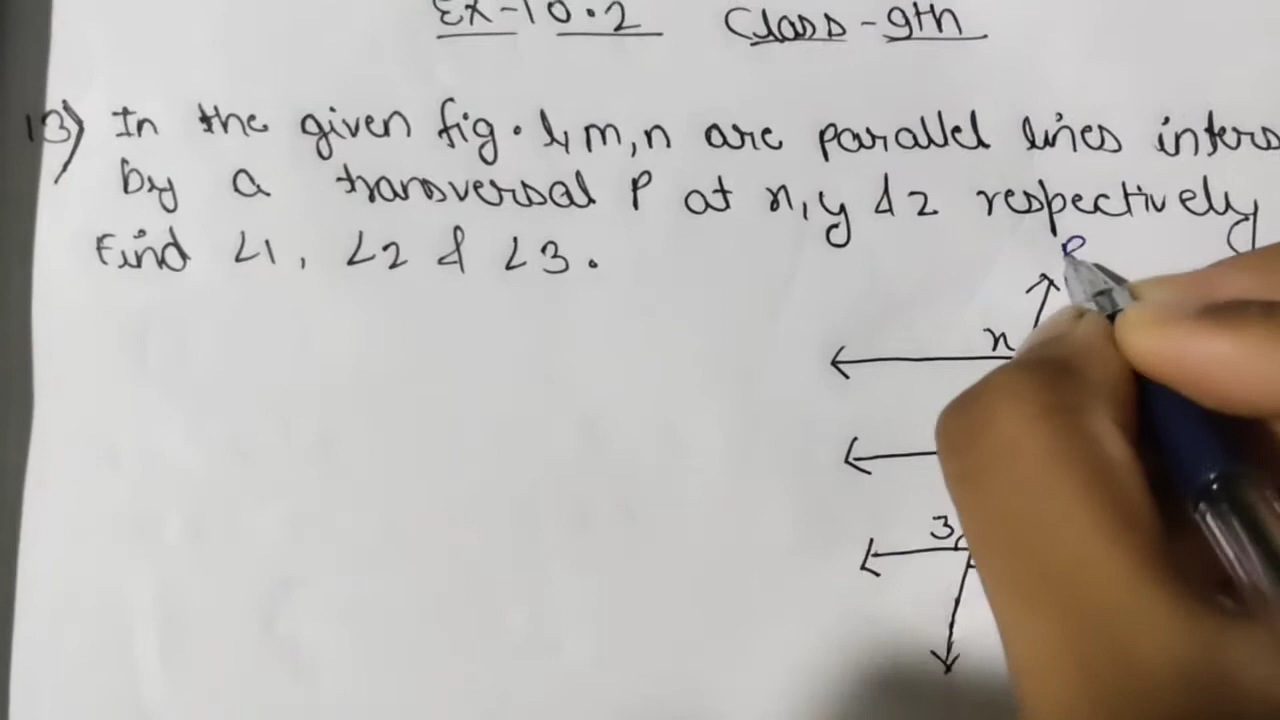 Ex-10.2 Class-9th
13) In the given fig. l, m, n are parallel lines inters
by a transversal P at x, y & z respectively
Find ∠1, ∠2 & ∠3.
P
x
3